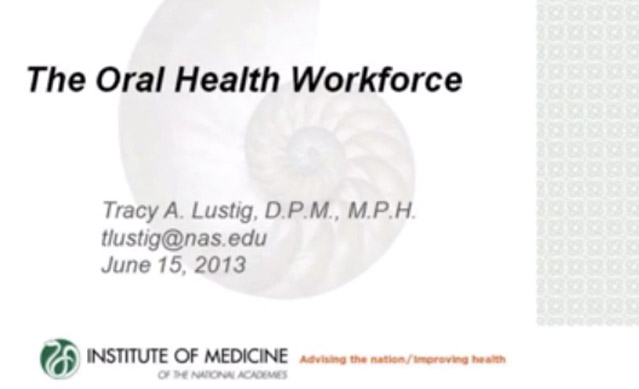 The Oral Health Workforce
Tracy A. Lustig, D.P.M., M.P.H.
tlustig@nas.edu
June 15, 2013
INSTITUTE OF MEDICINE
OF THE NATIONAL ACADEMIES
Advising the nation/Improving health